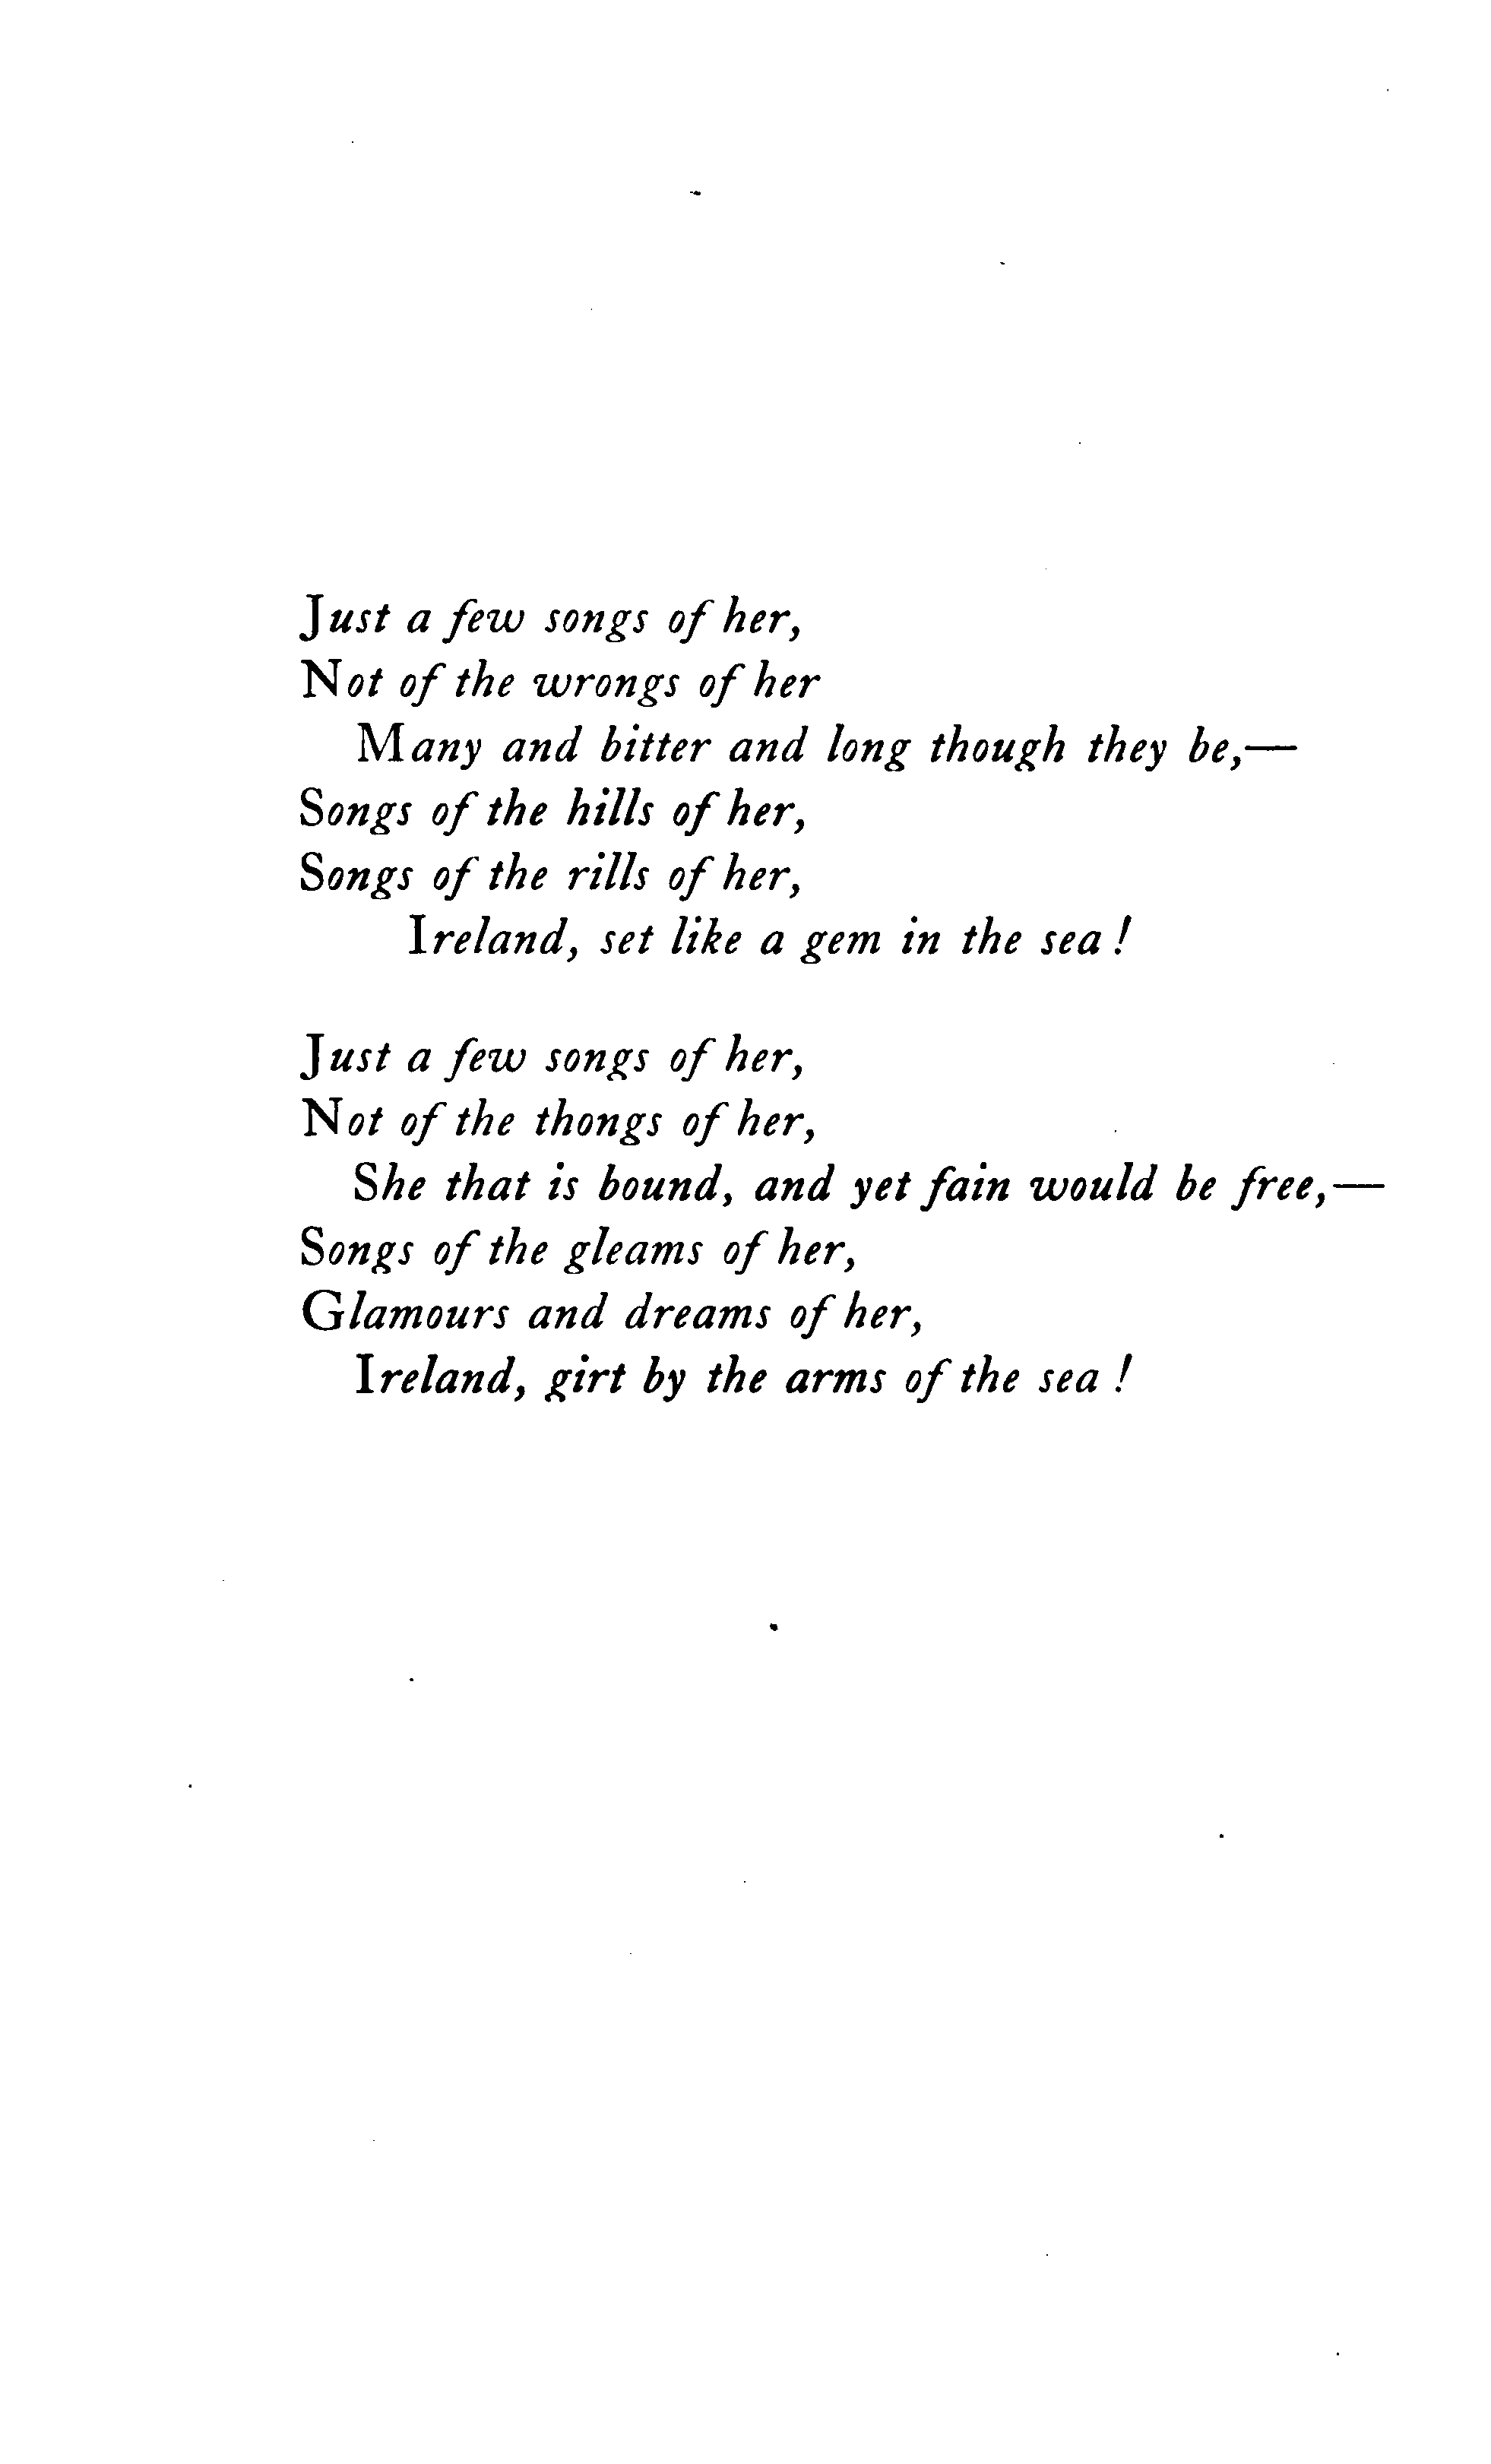 Just a few songs of her,
Not of the wrongs of her
Many and bitter and long though they be,—
Songs of the hills of her,
Songs of the rills of her,
Ireland, set like a gem in the sea !
Just a few songs of her,
Not of the thongs of her,
She that is bound, and yet fain would be free,—
Songs of the gleams of her,
Glamours and dreams of her,
Ireland, girt by the arms of the sea !